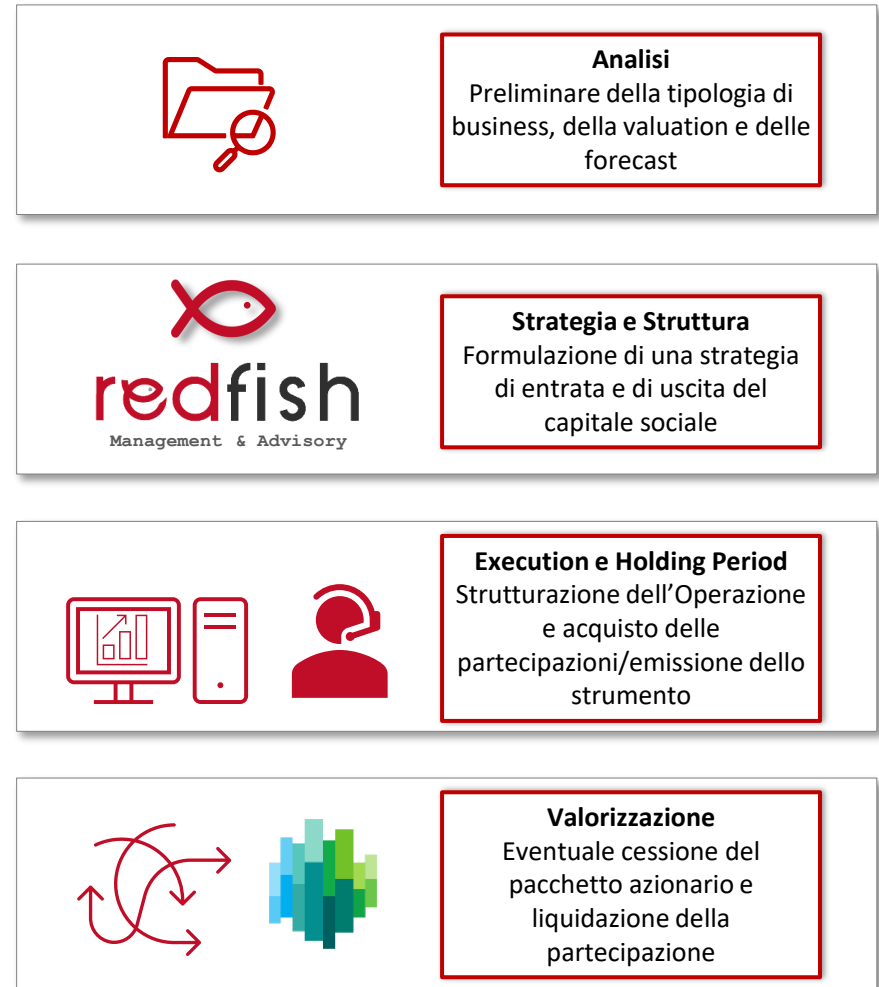 Analisi
Preliminare della tipologia di
business, della valuation e delle
forecast
redfish
Management & Advisory
Strategia e Struttura
Formulazione di una strategia
di entrata e di uscita del
capitale sociale
Execution e Holding Period
Strutturazione dell’Operazione
e acquisto delle
partecipazioni/emissione dello
strumento
Valorizzazione
Eventuale cessione del
pacchetto azionario e
liquidazione della
partecipazione